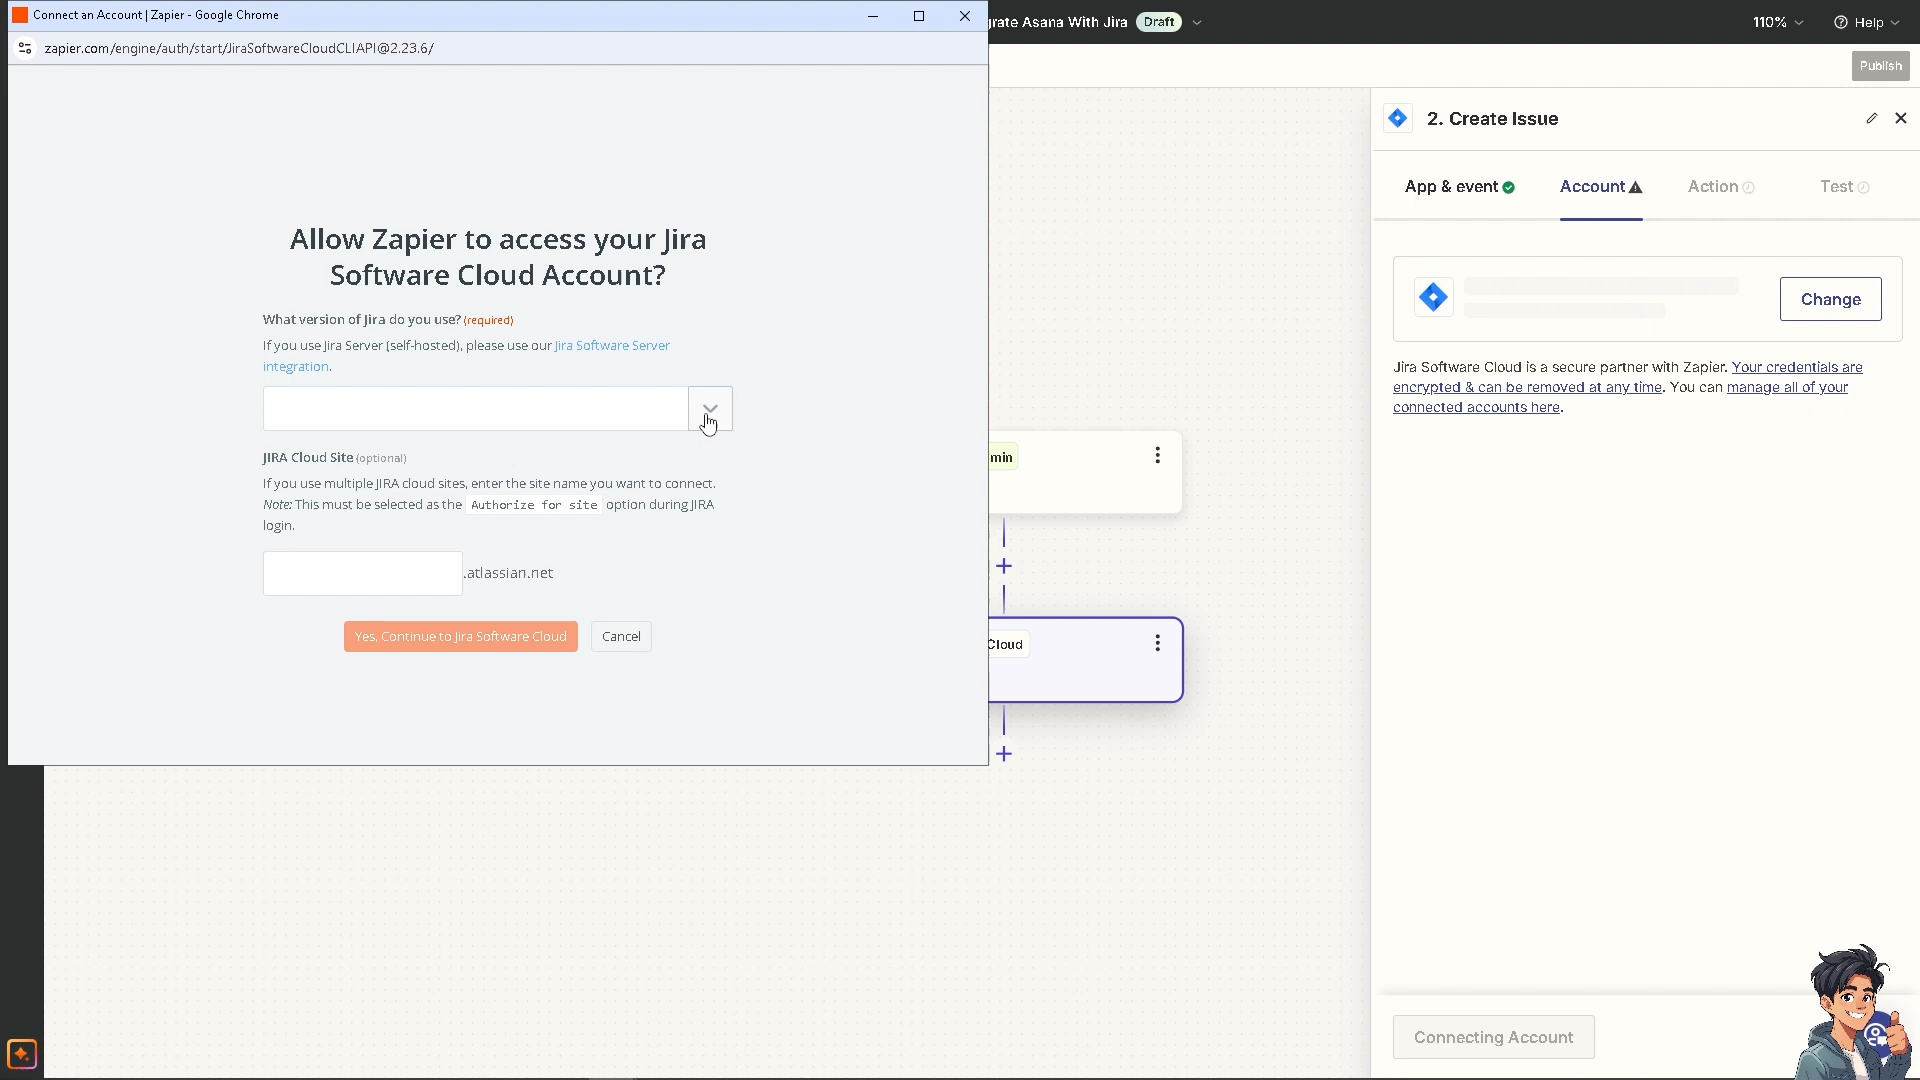 Connect an Account | Zapier - Google Chrome
zapier.com/engine/auth/start/JiraSoftwareCloudCLIAPI@2.23.6/
grate Asana With Jira
Draft
110%
Help
Publish
2. Create Issue
App & event
Account
Action
Test
Change
Jira Software Cloud is a secure partner with Zapier. Your credentials are
encrypted & can be removed at any time. You can manage all of your
connected accounts here.
Allow Zapier to access your Jira
Software Cloud Account?
What version of Jira do you use? (required)
If you use Jira Server (self-hosted), please use our Jira Software Server
integration.
JIRA Cloud Site (optional)
If you use multiple JIRA cloud sites, enter the site name you want to connect.
Note: This must be selected as the Authorize for site option during JIRA
login.
.atlassian.net
Yes, Continue to Jira Software Cloud
Cancel
min
Cloud
Connecting Account